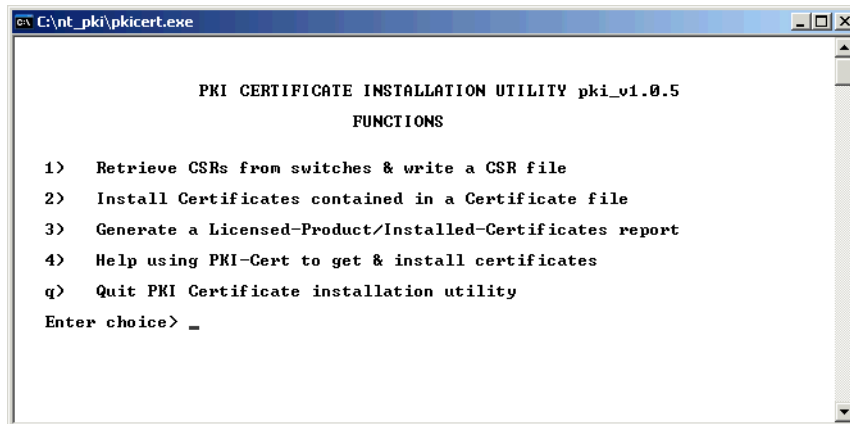 C:\nt_pki\pkicert.exe
PKI CERTIFICATE INSTALLATION UTILITY pki_v1.0.5
FUNCTIONS
1) Retrieve CSRs from switches & write a CSR file
2) Install Certificates contained in a Certificate file
3) Generate a Licensed-Product/Installed-Certificates report
4) Help using PKI-Cert to get & install certificates
q) Quit PKI Certificate installation utility
Enter choice> _